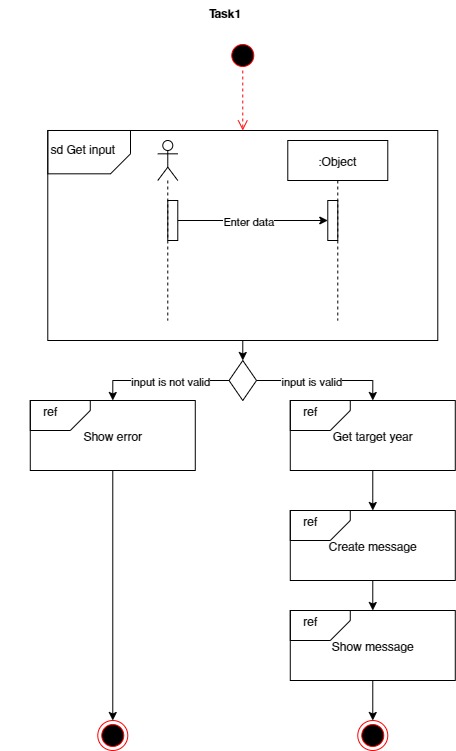 Task1
sd Get input
:Object
Enter data
input is not valid
input is valid
ref
Show error
ref
Get target year
ref
Create message
ref
Show message